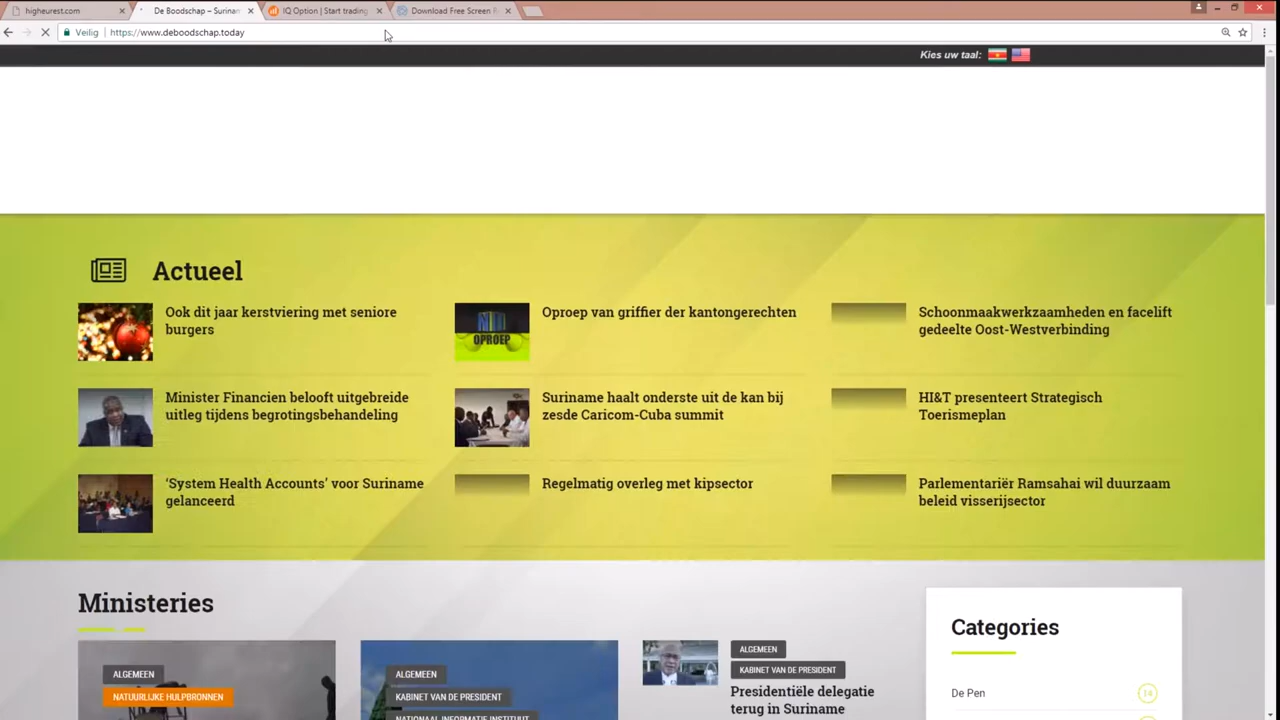 higheurest.com
De Boodschap – Surinam
IQ Option | Start trading
Download Free Screen R
Veilig
https://www.deboodschap.today
Kies uw taal:
Actueel
Ook dit jaar kerstviering met seniore
burgers
Oproep van griffier der kantongerechten
OPROEP
Schoonmaakwerkzaamheden en facelift
gedeelte Oost-Westverbinding
Minister Financien belooft uitgebreide
uitleg tijdens begrotingsbehandeling
Suriname haalt onderste uit de kan bij
zesde Caricom-Cuba summit
HI&T presenteert Strategisch
Toerismeplan
‘System Health Accounts’ voor Suriname
gelanceerd
Regelmatig overleg met kipsector
Parlementariër Ramsahai wil duurzaam
beleid visserijsector
Ministeries
ALGEMEEN
NATUURLIJKE HULPBRONNEN
ALGEMEEN
KABINET VAN DE PRESIDENT
NATIONAAL INFORMATIE INSTITUUT
ALGEMEEN
KABINET VAN DE PRESIDENT
Presidentiële delegatie
terug in Suriname
Categories
De Pen
14